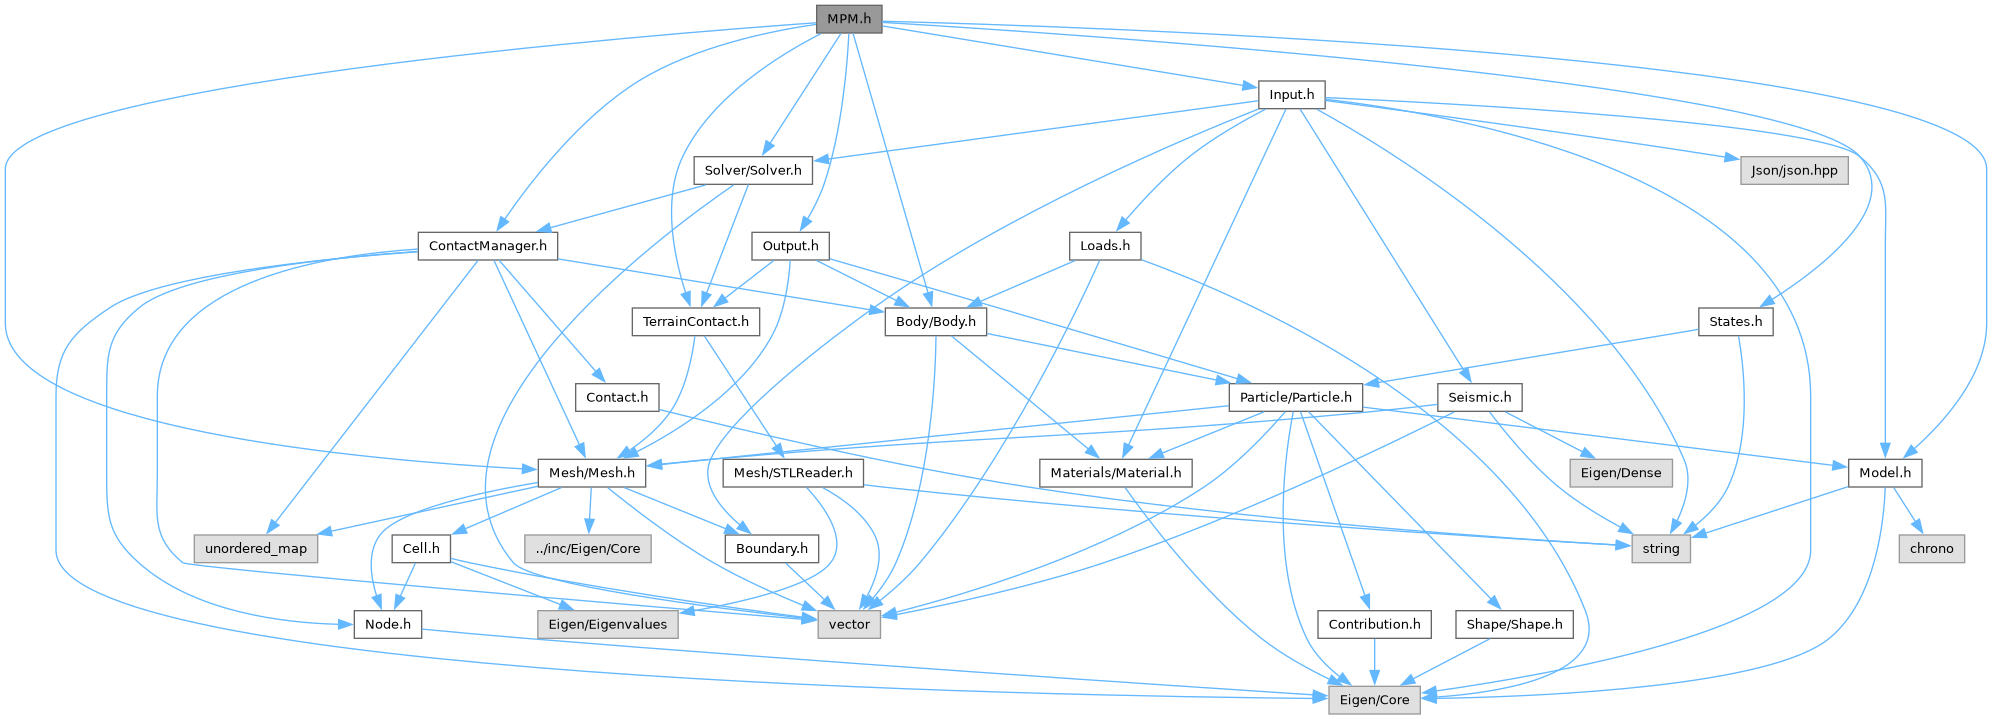 MPM.h
Input.h
Solver/Solver.h
Json/json.hpp
ContactManager.h
Output.h
Loads.h
TerrainContact.h
Body/Body.h
States.h
Contact.h
Particle/Particle.h
Seismic.h
Mesh/Mesh.h
Mesh/STLReader.h
Materials/Material.h
Eigen/Dense
Model.h
unordered_map
Cell.h
../inc/Eigen/Core
Boundary.h
string
chrono
Node.h
Eigen/Eigenvalues
vector
Contribution.h
Shape/Shape.h
Eigen/Core